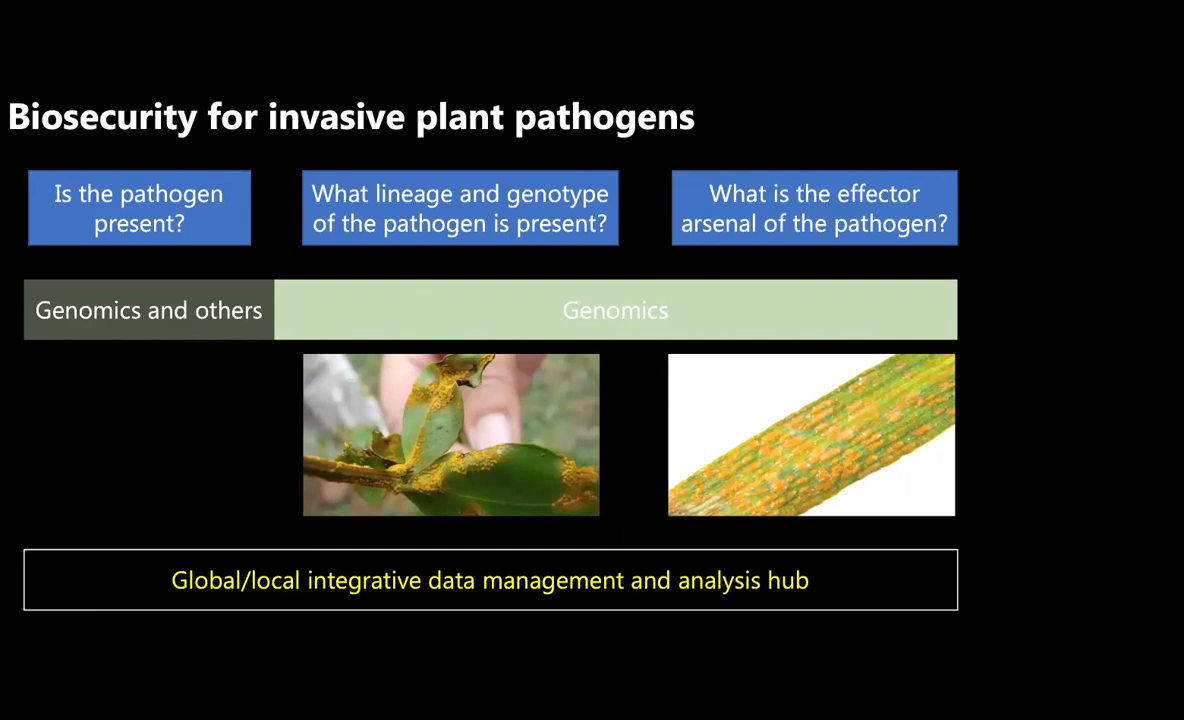 Biosecurity for invasive plant pathogens
Is the pathogen
present?
What lineage and genotype
of the pathogen is present?
What is the effector
arsenal of the pathogen?
Genomics and others
Genomics
Global/local integrative data management and analysis hub